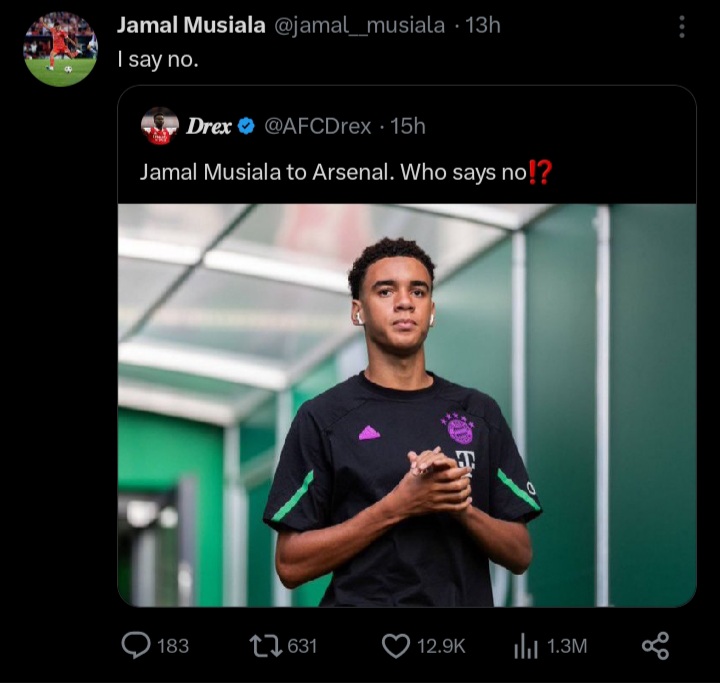 Jamal Musiala @jamal__musiala · 13h
I say no.
Drex @AFCDrex · 15h
Jamal Musiala to Arsenal. Who says no⁉️
183 631 12.9K 1.3M